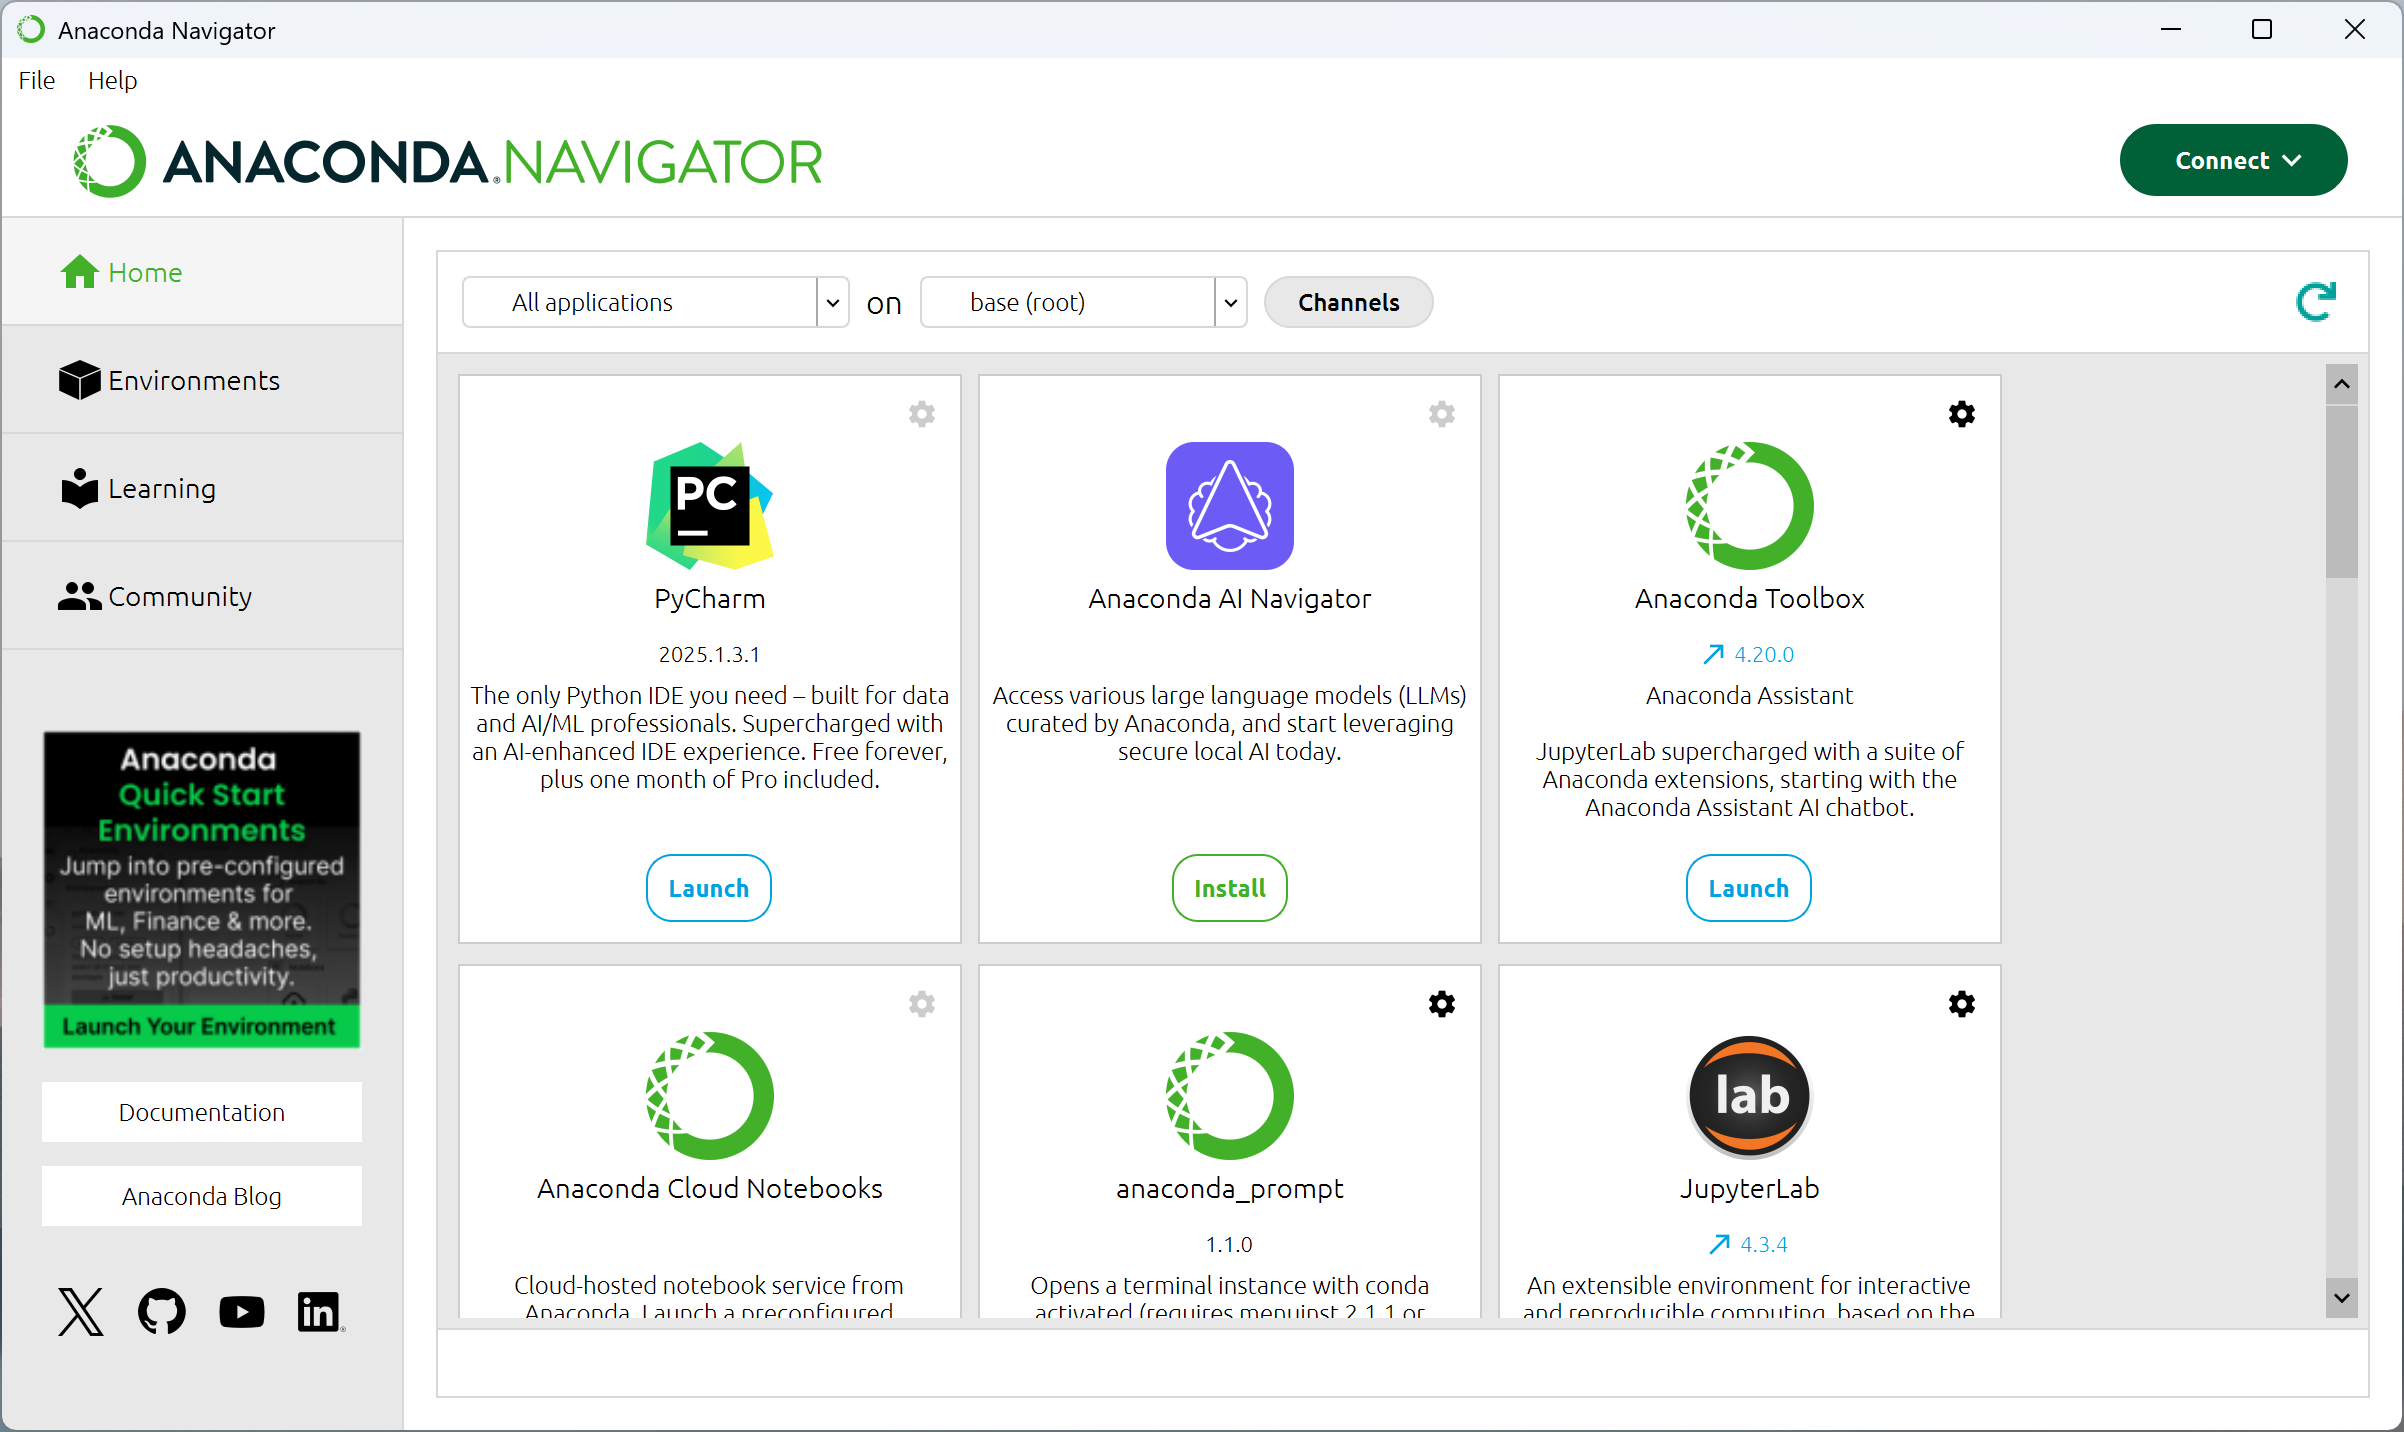 Anaconda Navigator
File Help
ANACONDA.NAVIGATOR
Connect
Home
Environments
Learning
Community
Anaconda
Quick Start
Environments
Jump into pre-configured
environments for
ML, Finance & more.
No setup headaches,
just productivity.
Launch Your Environment
Documentation
Anaconda Blog
in
All applications on base (root) Channels
PC
PyCharm
2025.1.3.1
The only Python IDE you need – built for data
and AI/ML professionals. Supercharged with
an AI-enhanced IDE experience. Free forever,
plus one month of Pro included.
Launch
Anaconda AI Navigator
Access various large language models (LLMs)
curated by Anaconda, and start leveraging
secure local AI today.
Install
Anaconda Toolbox
4.20.0
Anaconda Assistant
JupyterLab supercharged with a suite of
Anaconda extensions, starting with the
Anaconda Assistant AI chatbot.
Launch
Anaconda Cloud Notebooks
Cloud-hosted notebook service from
Anaconda. Launch a preconfigured
anaconda_prompt
1.1.0
Opens a terminal instance with conda
activated (requires menuinst 2.1.1 or
lab
JupyterLab
4.3.4
An extensible environment for interactive
and reproducible computing, based on the